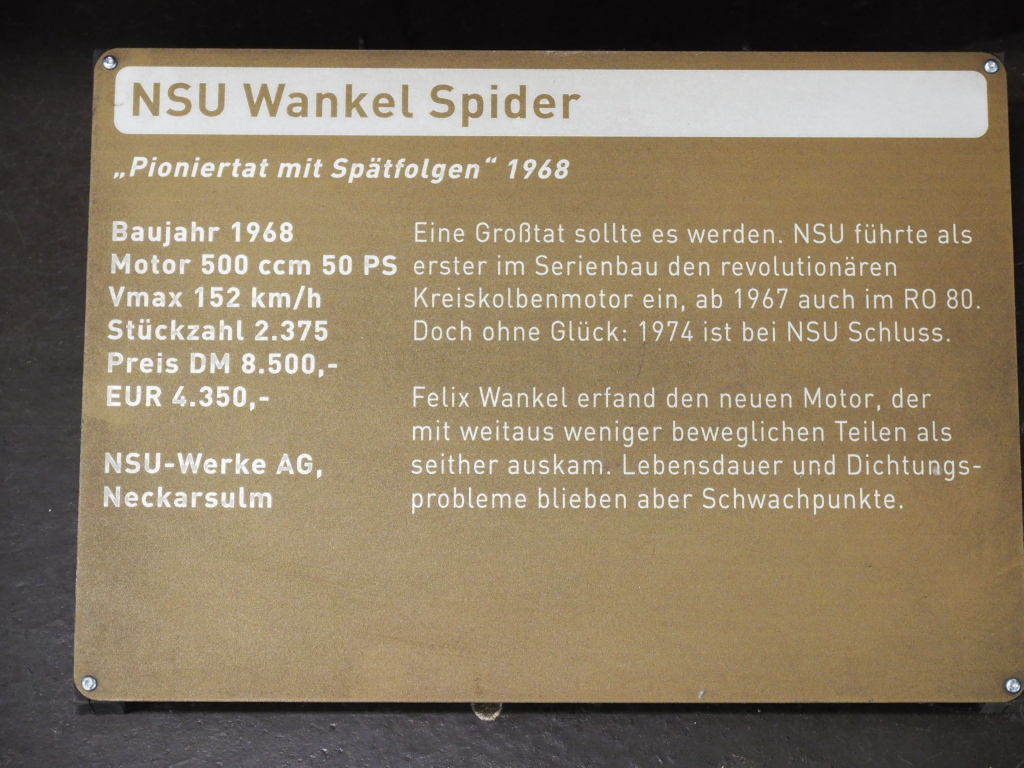 NSU Wankel Spider
„Pioniertat mit Spätfolgen“ 1968
Baujahr 1968
Motor 500 ccm 50 PS
Vmax 152 km/h
Stückzahl 2.375
Preis DM 8.500,-
EUR 4.350,-
NSU-Werke AG,
Neckarsulm
Eine Großtat sollte es werden. NSU führte als
erster im Serienbau den revolutionären
Kreiskolbenmotor ein, ab 1967 auch im RO 80.
Doch ohne Glück: 1974 ist bei NSU Schluss.
Felix Wankel erfand den neuen Motor, der
mit weitaus weniger beweglichen Teilen als
seither auskam. Lebensdauer und Dichtungs-
probleme blieben aber Schwachpunkte.